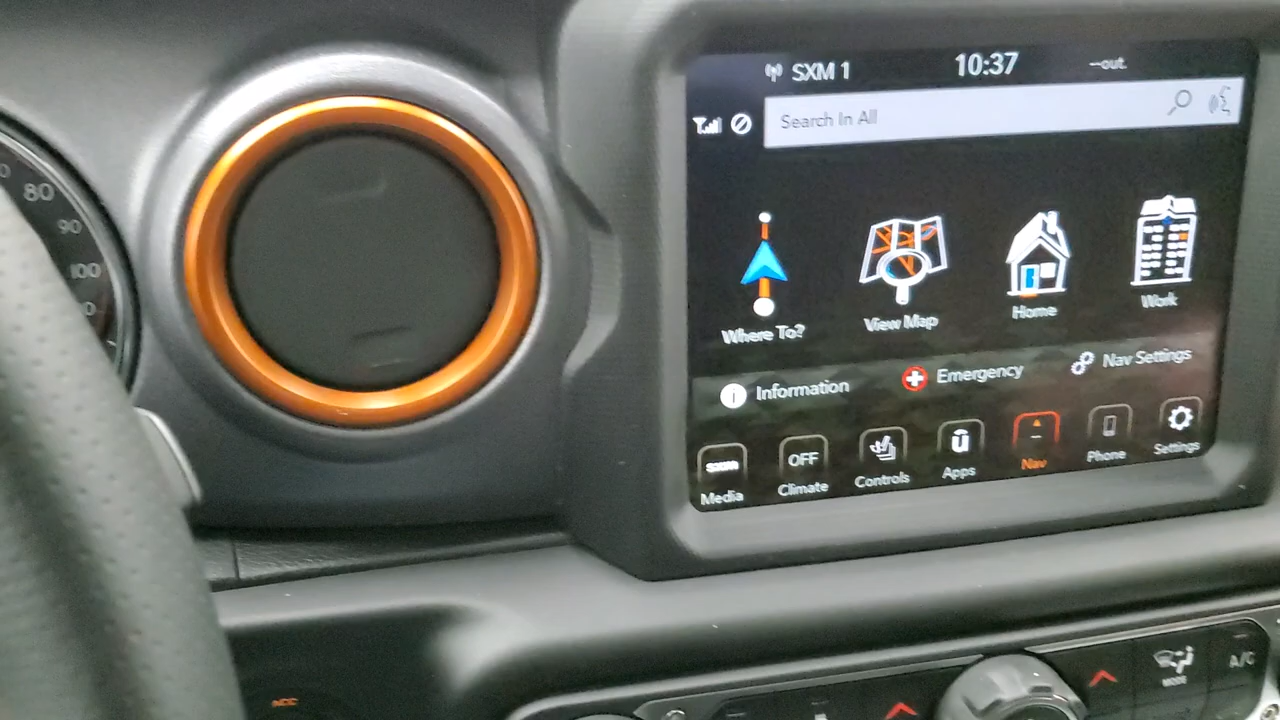 SXM 1 10:37 --out.
Search In All
Where To? View Map Home Work
Information Emergency Nav Settings
OFF
Media Climate Controls Apps Nav Phone Settings
80
90
100
MODE A/C